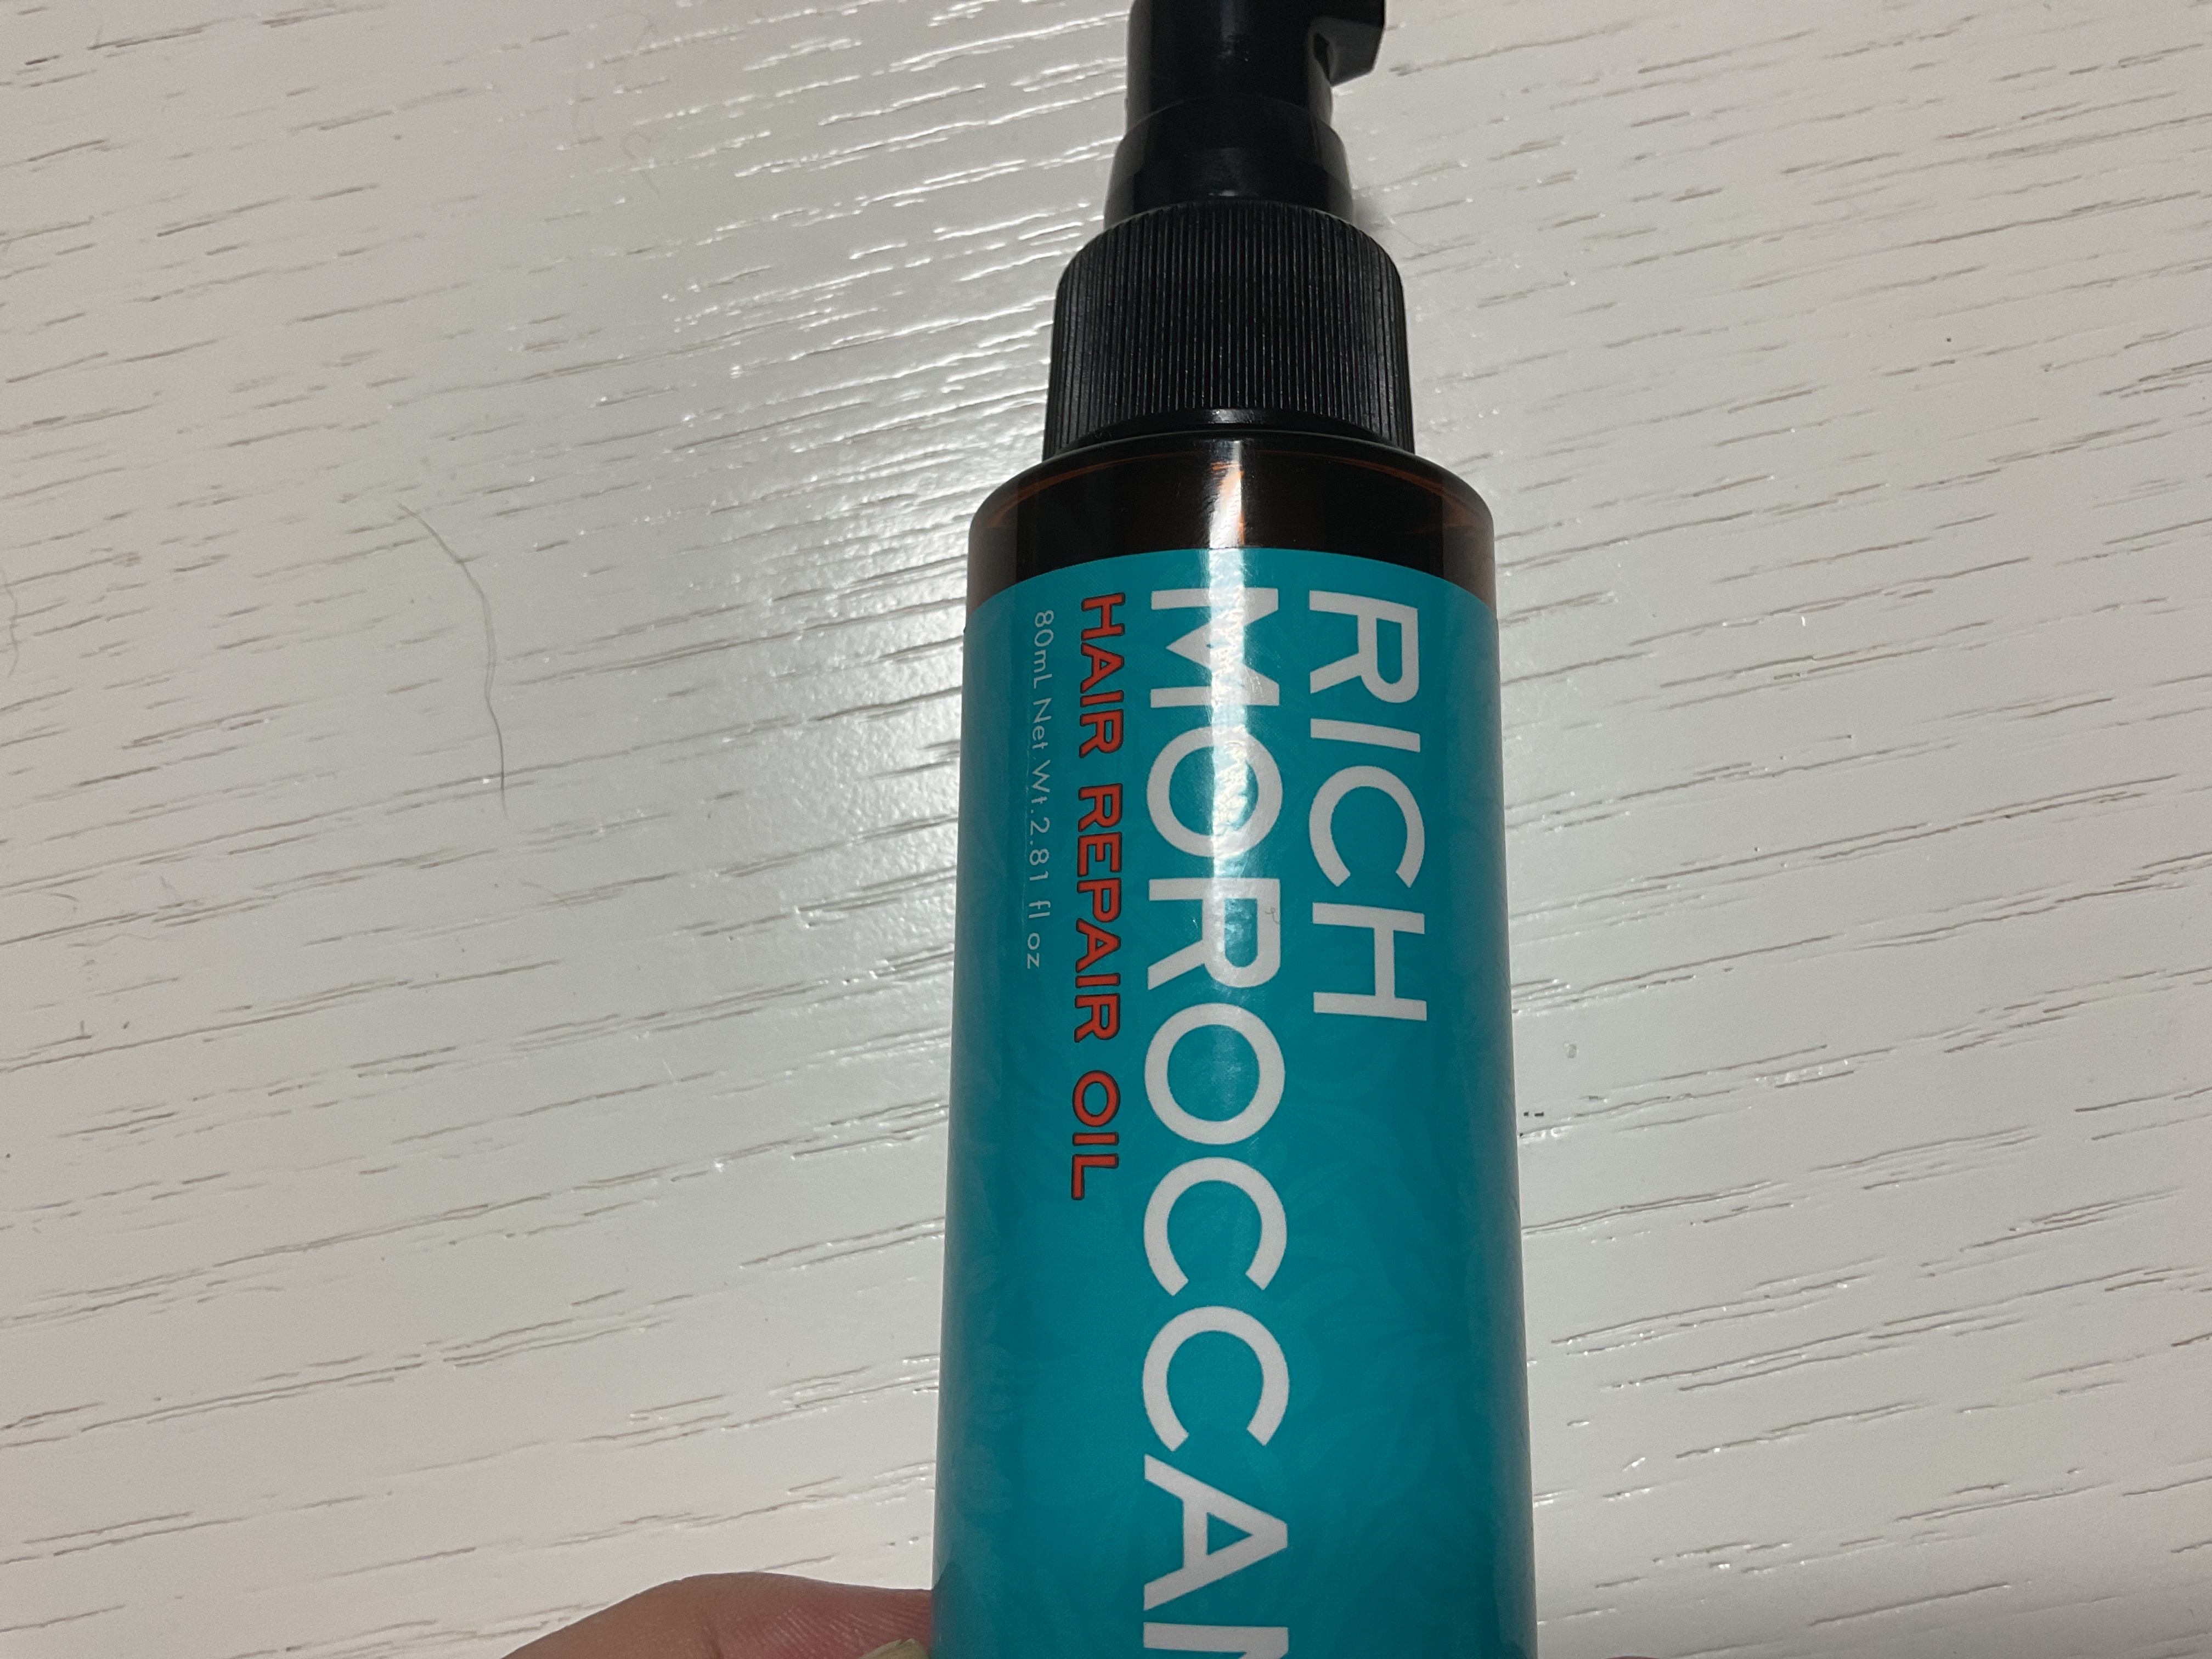 RICH
MOROCCAN
HAIR REPAIR OIL
80mL Net Wt. 2.81 fl oz